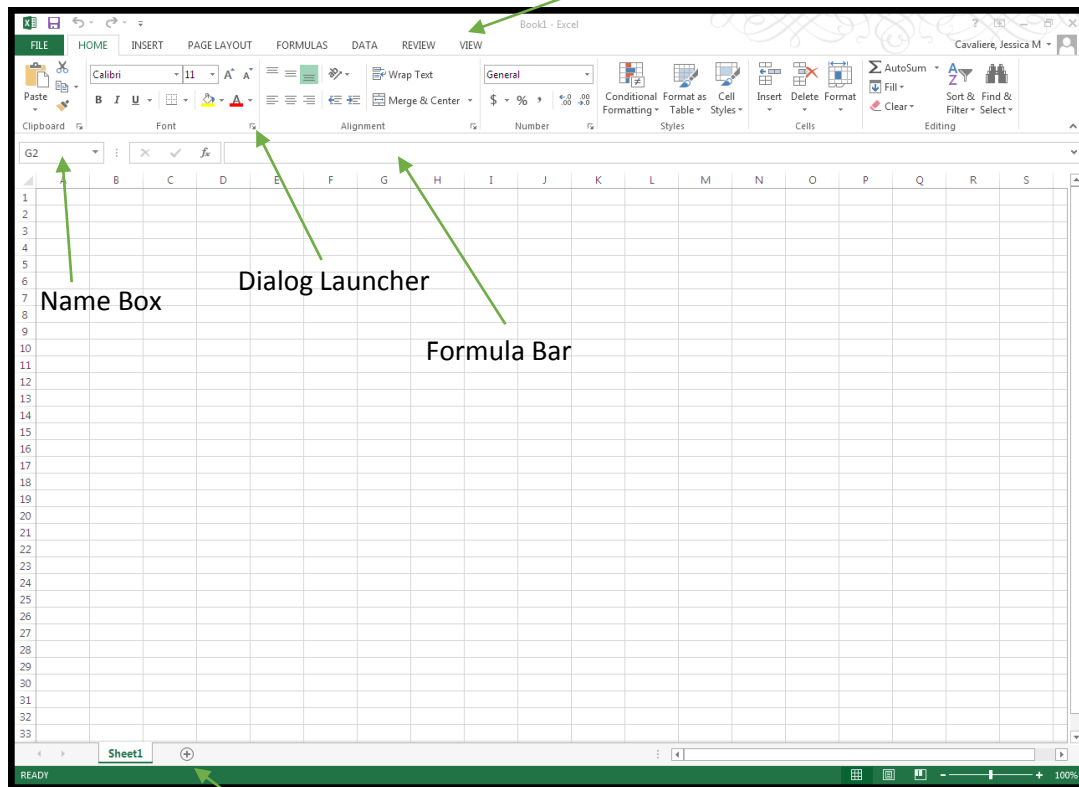 Book1 - Excel
?
FILE HOME INSERT PAGE LAYOUT FORMULAS DATA REVIEW VIEW Cavaliere, Jessica M
Paste Calibri 11 A A Wrap Text General AutoSum
Fill
B I U A Merge & Center $ % , .0 .00 .00 .0 Conditional Format as Cell Insert Delete Format Clear Sort & Find &
Formatting Table Styles Filter Select
Clipboard Font Alignment Number Styles Cells Editing
G2 fx
A B C D E F G H I J K L M N O P Q R S
1
2
3
4
5
6
7
8
9
10
11
12
13
14
15
16
17
18
19
20
21
22
23
24
25
26
27
28
29
30
31
32
33
Name Box
Dialog Launcher
Formula Bar
Sheet1
READY 100%